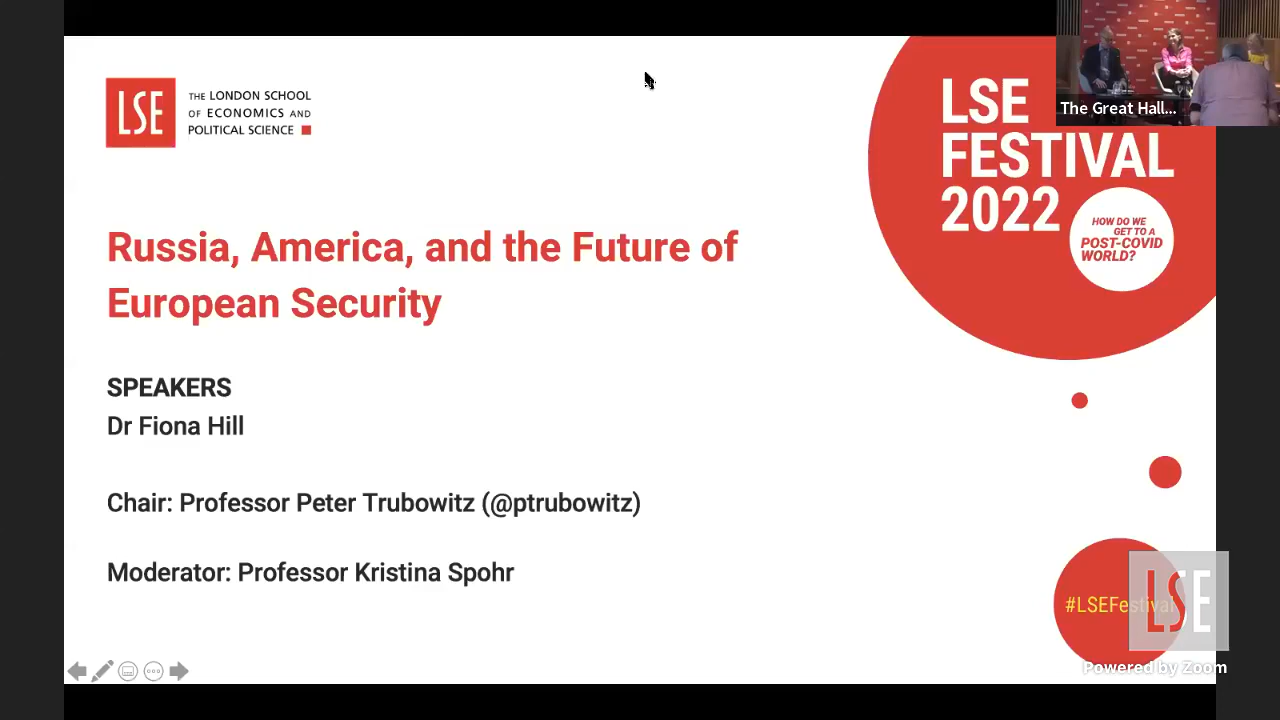 LSE
THE LONDON SCHOOL
OF ECONOMICS AND
POLITICAL SCIENCE
The Great Hall...
LSE
FESTIVAL
2022
HOW DO WE
GET TO A
POST-COVID
WORLD?
Russia, America, and the Future of
European Security
SPEAKERS
Dr Fiona Hill
Chair: Professor Peter Trubowitz (@ptrubowitz)
Moderator: Professor Kristina Spohr
#LSEFestival
LSE
Powered by Zoom